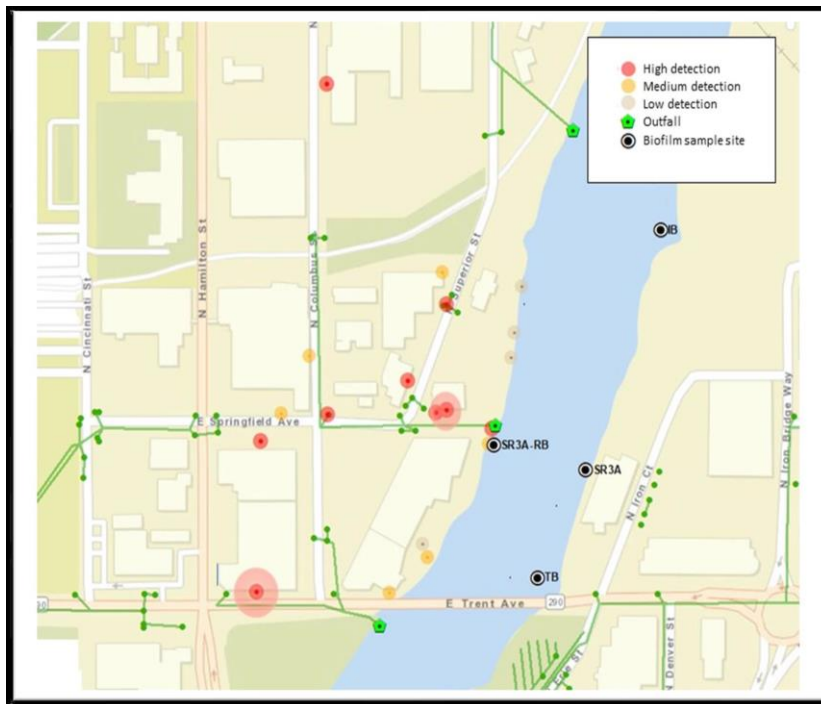 High detection
Medium detection
Low detection
Outfall
Biofilm sample site
N
IB
N Superior St
N Columbus
N Hamilton St
N Cincinnati St
E Springfield Ave
SR3A-RB
SR3A
N Iron Ct
N Iron Bridge Way
TB
90
E Trent Ave
290
N Denver St